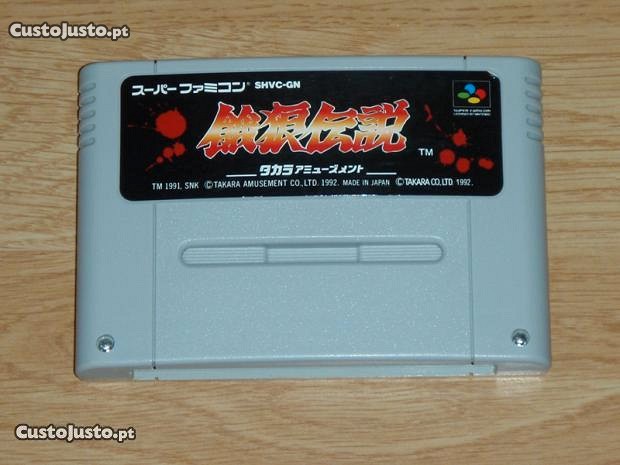 CustoJusto.pt
スーパーファミコン® SHVC-GN
餓狼伝説
TM
タカラアミューズメント
TM 1991, SNK ©TAKARA AMUSEMENT CO., LTD. 1992. MADE IN JAPAN ©TAKARA CO., LTD 1992.
CustoJusto.pt